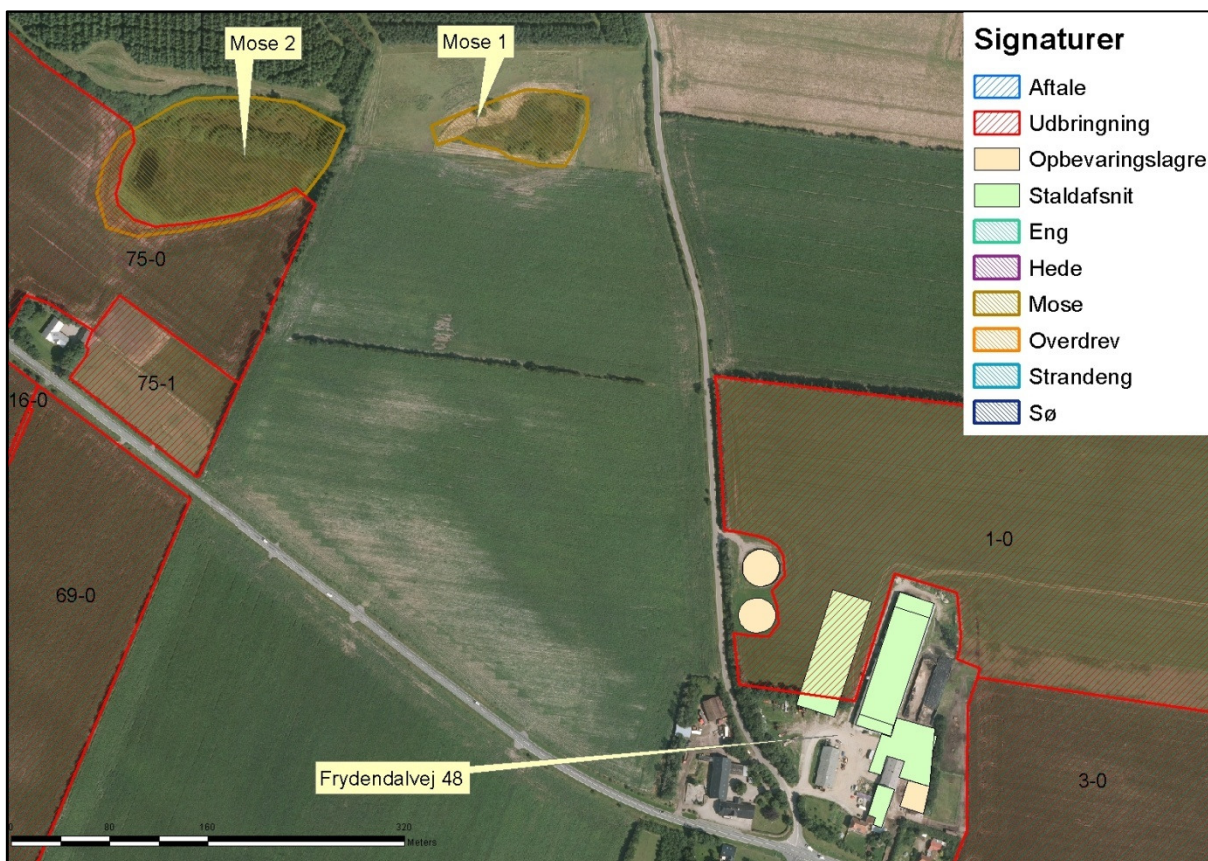 Mose 2
Mose 1
Signaturer
Aftale
Udbringning
Opbevaringslagre
Staldafsnit
Eng
Hede
Mose
Overdrev
Strandeng
Sø
75-0
75-1
16-0
69-0
1-0
3-0
Frydendalvej 48
0 80 160 320
Meters